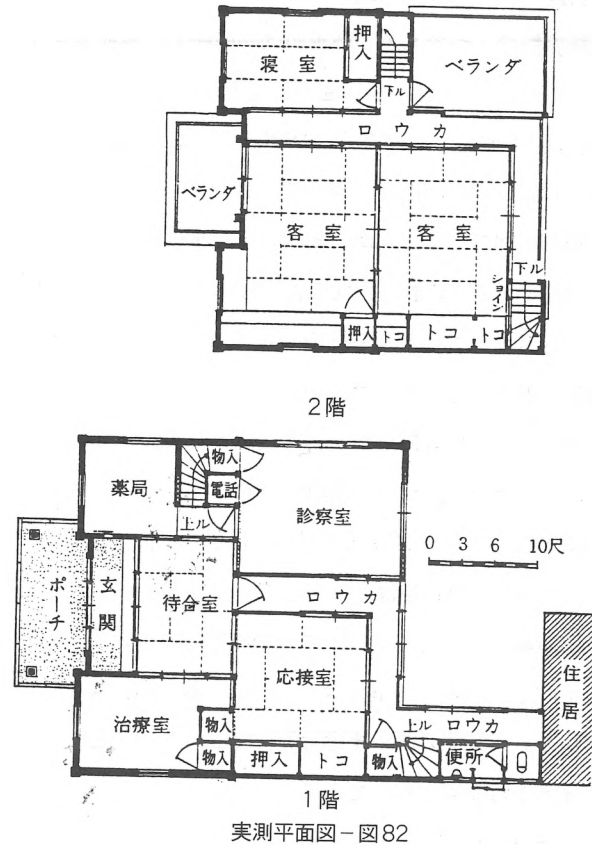 寝室
押入
下ル
ベランダ
ロウカ
ベランダ
客室
客室
ショイン
下ル
押入
トコ
トコ
トコ
2階
薬局
物入
電話
上ル
診察室
0 3 6 10尺
ポーチ
玄関
待合室
ロウカ
応接室
治療室
物入
物入
押入
トコ
物入
上ル
ロウカ
便所
住居
1階
実測平面図－図82